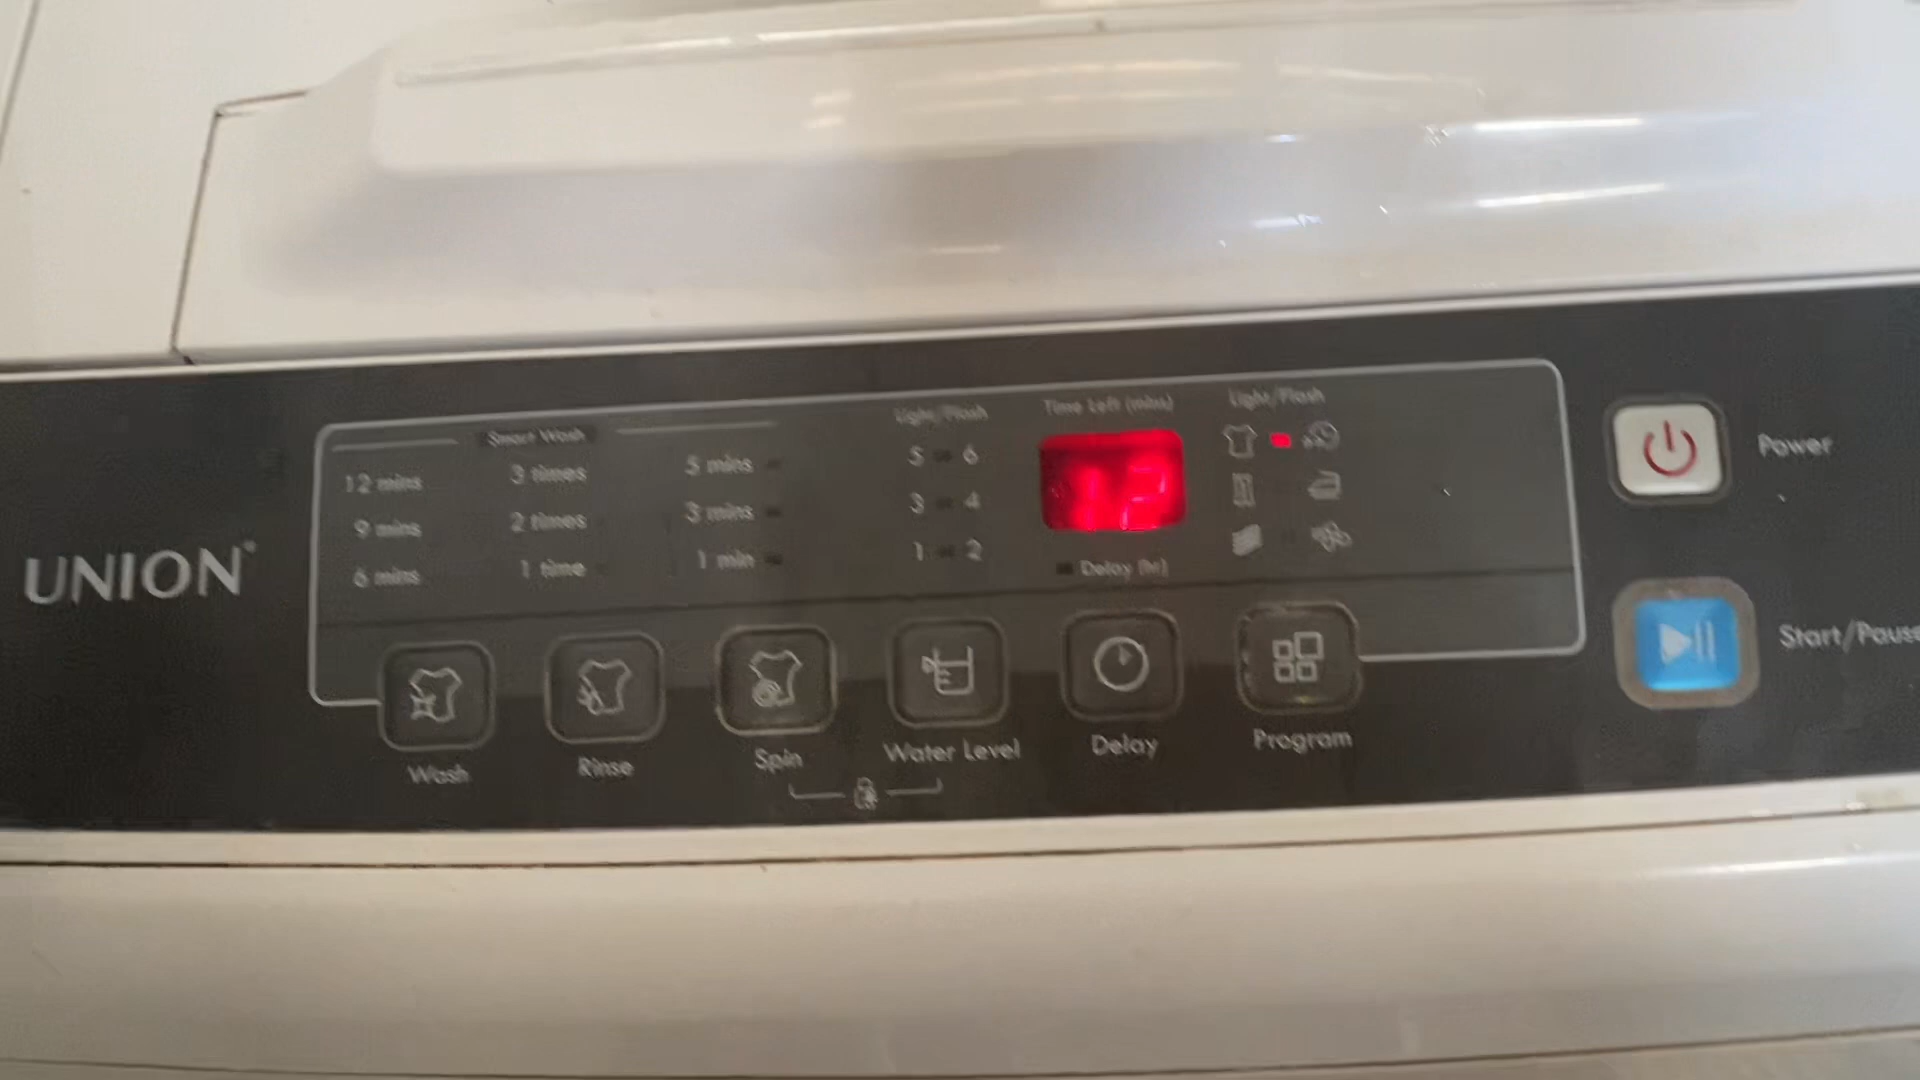 Light/Flash
Time Left (mins)
Light/Flash
Smart Wash
12 mins
3 times
5 mins
5
6
9 mins
2 times
3 mins
3
4
6 mins
1 time
1 min
1
2
Delay (hr)
UNION
Power
Start/Pause
Wash
Rinse
Spin
Water Level
Delay
Program